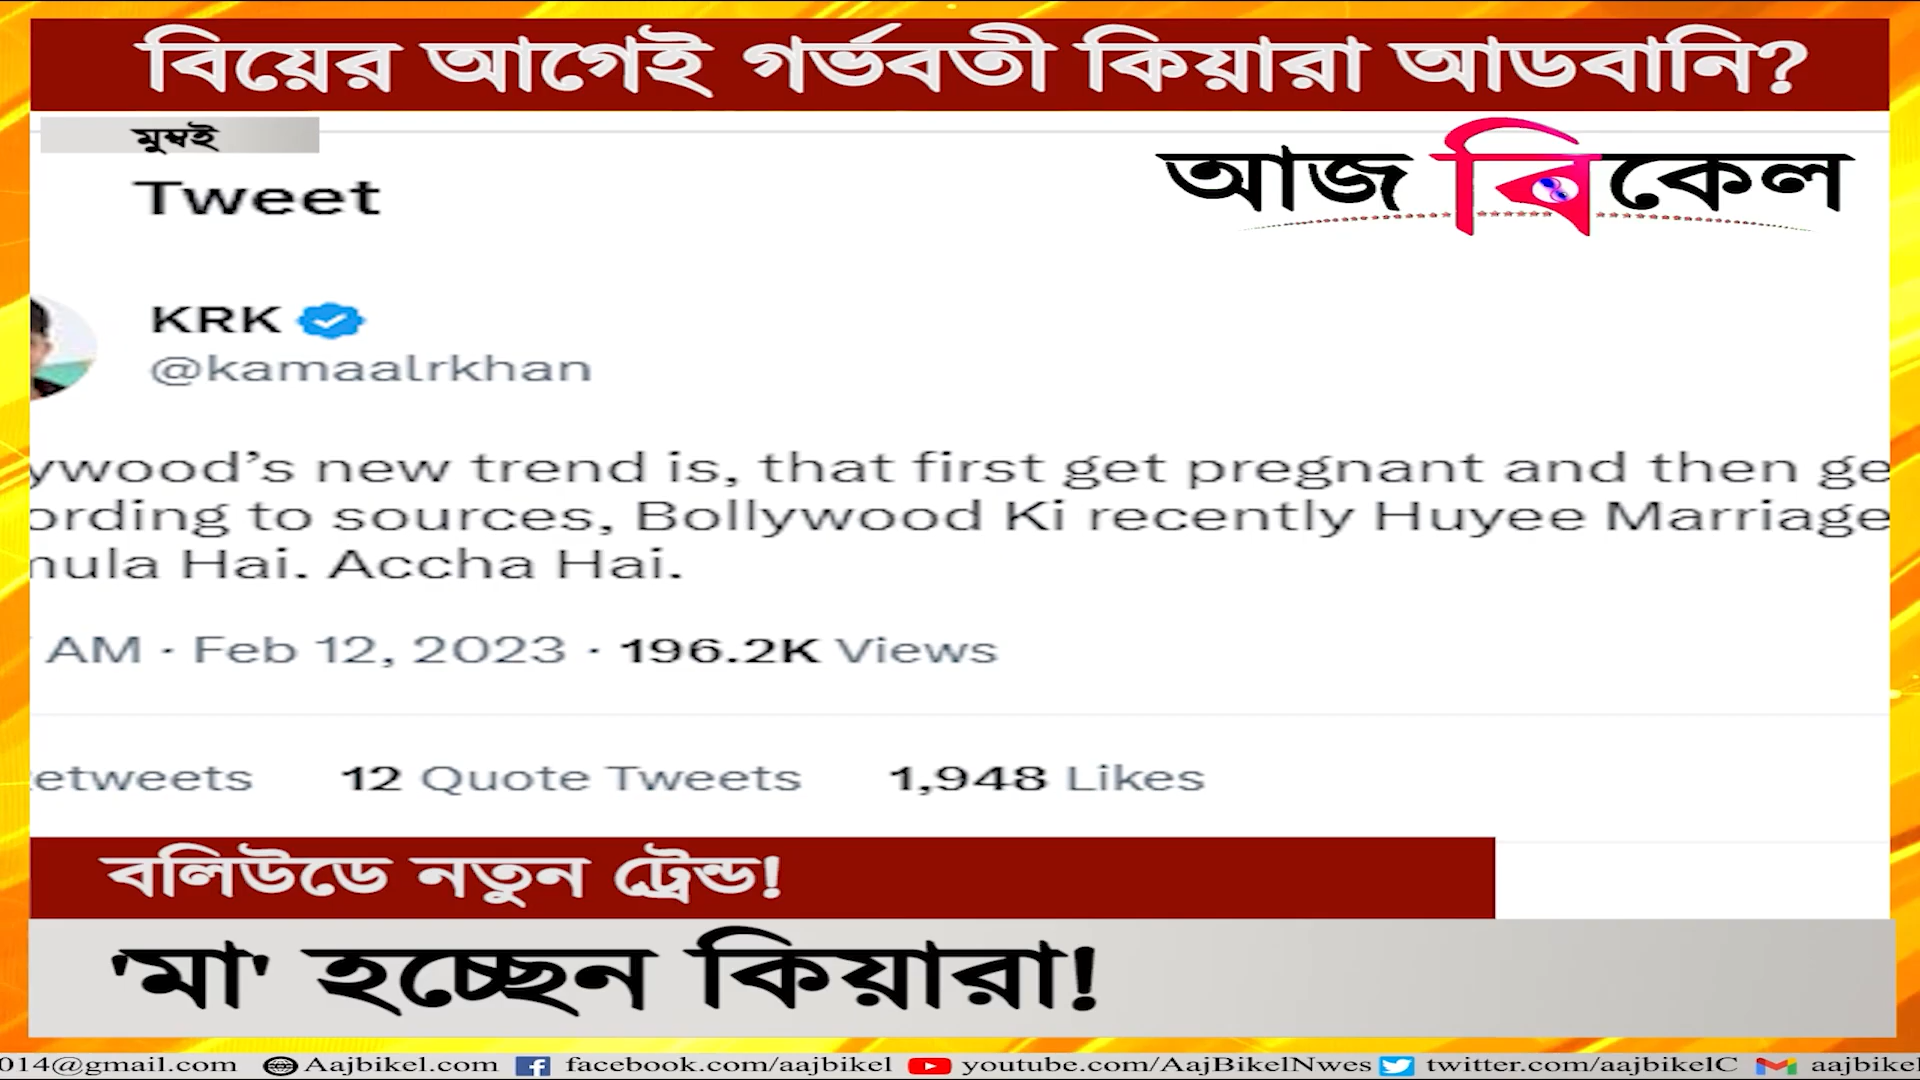 বিয়ের আগেই গর্ভবতী কিয়ারা আডবানি?
মুম্বই
আজ বিকেল
Tweet
KRK
@kamaalrkhan
ywood's new trend is, that first get pregnant and then ge
ording to sources, Bollywood Ki recently Huyee Marriage
mula Hai. Accha Hai.
AM · Feb 12, 2023 · 196.2K Views
etweets 12 Quote Tweets 1,948 Likes
বলিউডে নতুন ট্রেন্ড!
'মা' হচ্ছেন কিয়ারা!
014@gmail.com Aajbikel.com facebook.com/aajbikel youtube.com/AajBikelNwes twitter.com/aajbikelC aajbikel